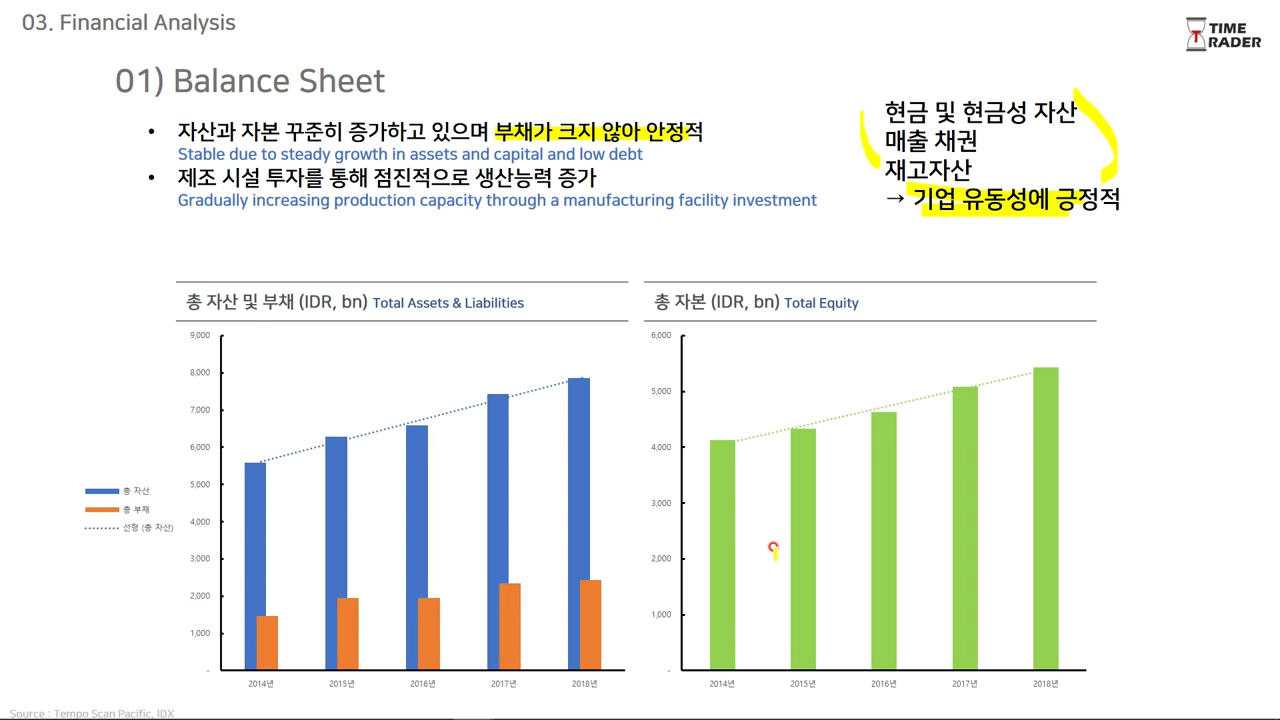 03. Financial Analysis
TIME
RADER
01) Balance Sheet
• 자산과 자본 꾸준히 증가하고 있으며 부채가 크지 않아 안정적
Stable due to steady growth in assets and capital and low debt
• 제조 시설 투자를 통해 점진적으로 생산능력 증가
Gradually increasing production capacity through a manufacturing facility investment
현금 및 현금성 자산
매출 채권
재고자산
→ 기업 유동성에 긍정적
총 자산 및 부채 (IDR, bn) Total Assets & Liabilities
9,000
8,000
7,000
6,000
5,000
4,000
3,000
2,000
1,000
-
총 자산
총 부채
선형 (총 자산)
2014년 2015년 2016년 2017년 2018년
총 자본 (IDR, bn) Total Equity
6,000
5,000
4,000
3,000
2,000
1,000
-
2014년 2015년 2016년 2017년 2018년
Source : Tempo Scan Pacific, IDX